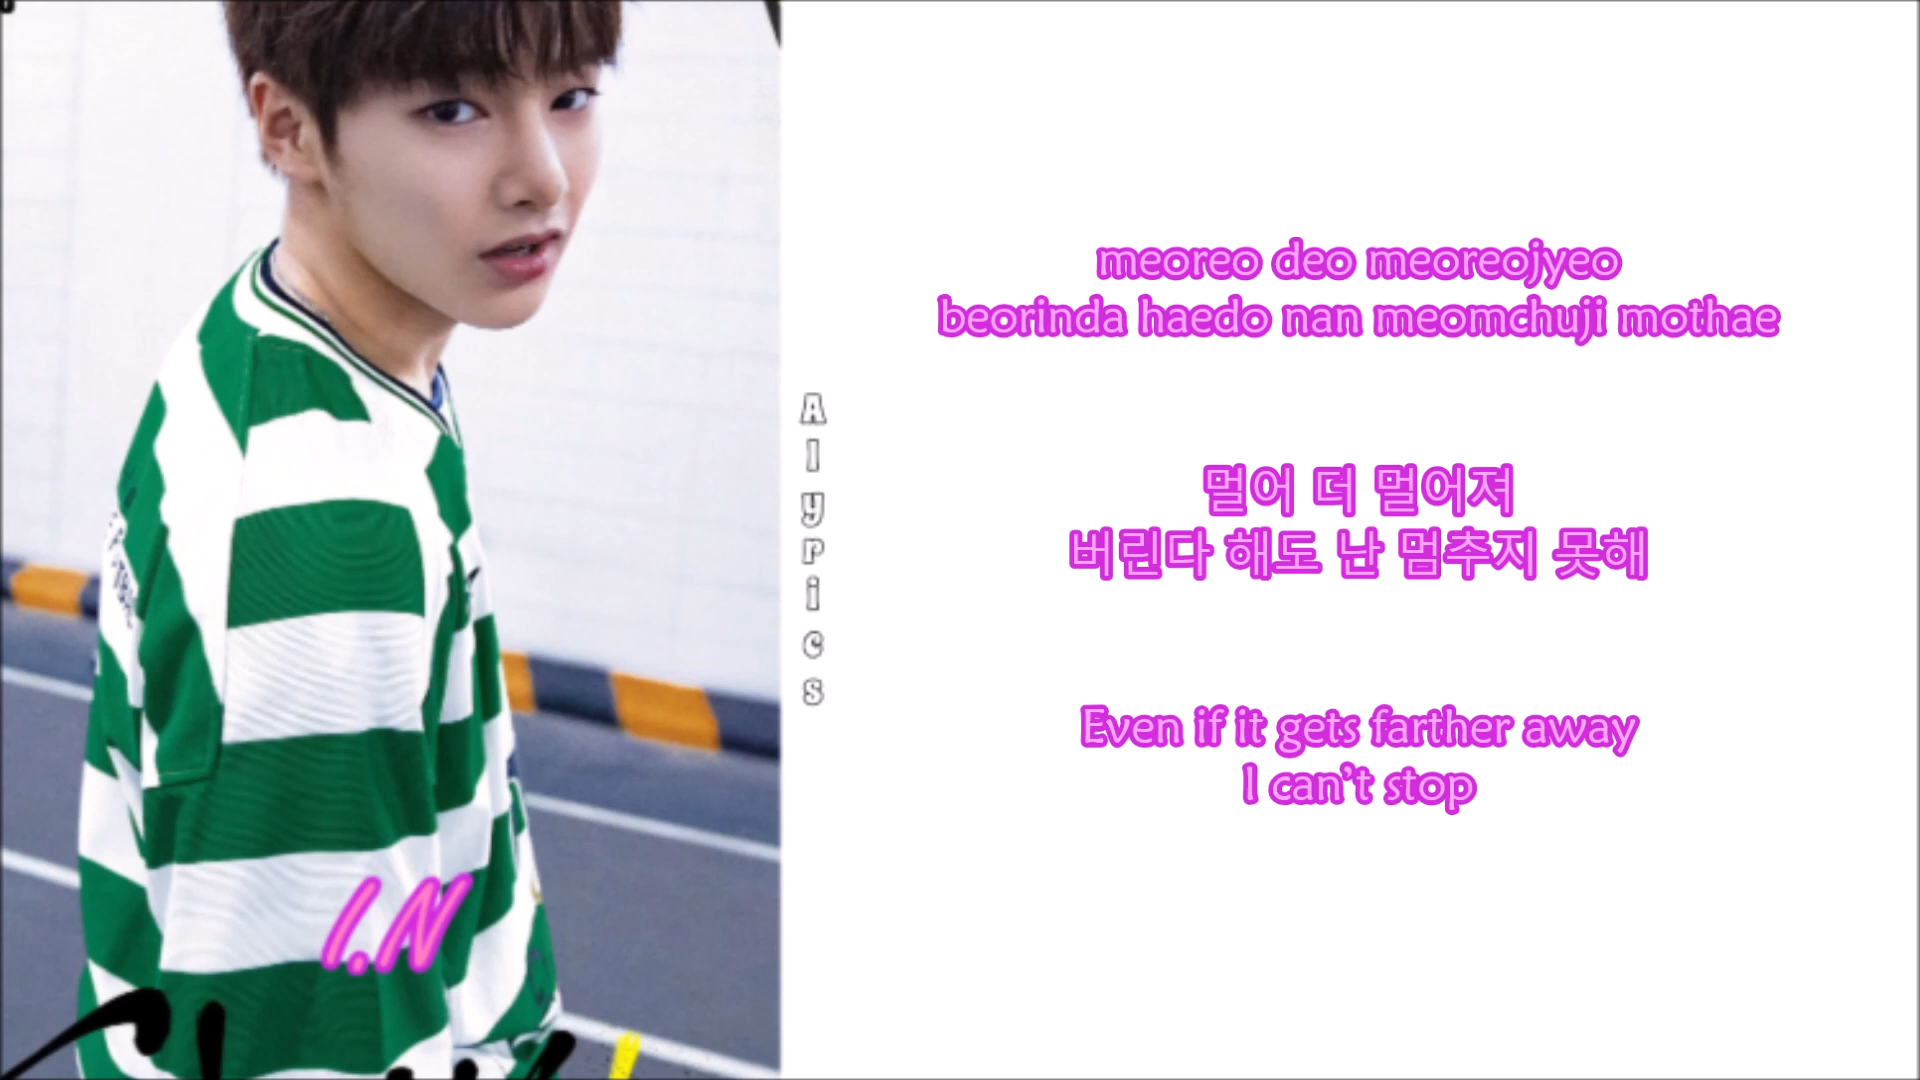 meoreo deo meoreojyeo
beorinda haedo nan meomchuji mothae
멀어 더 멀어져
버린다 해도 난 멈추지 못해
Even if it gets farther away
I can't stop
Alyrics
I.N